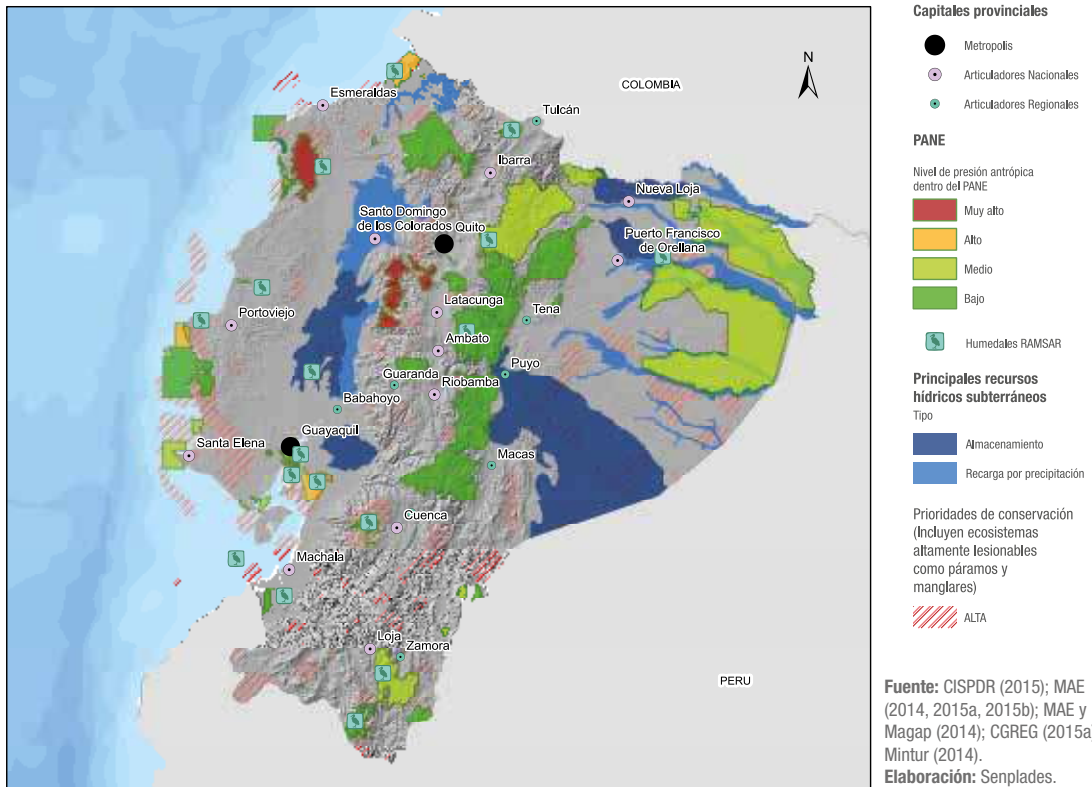 COLOMBIA
N
Esmeraldas
Tulcán
Ibarra
Nueva Loja
Santo Domingo
de los Colorados
Quito
Puerto Francisco
de Orellana
Portoviejo
Latacunga
Tena
Ambato
Puyo
Guaranda
Riobamba
Babahoyo
Guayaquil
Santa Elena
Macas
Cuenca
Machala
Loja
Zamora
PERU
Capitales provinciales
Metropolis
Articuladores Nacionales
Articuladores Regionales
PANE
Nivel de presión antrópica
dentro del PANE
Muy alto
Alto
Medio
Bajo
Humedales RAMSAR
Principales recursos
hídricos subterráneos
Tipo
Almacenamiento
Recarga por precipitación
Prioridades de conservación
(Incluyen ecosistemas
altamente lesionables
como páramos y
manglares)
ALTA
Fuente: CISPDR (2015); MAE
(2014, 2015a, 2015b); MAE y
Magap (2014); CGREG (2015a)
Mintur (2014).
Elaboración: Senplades.